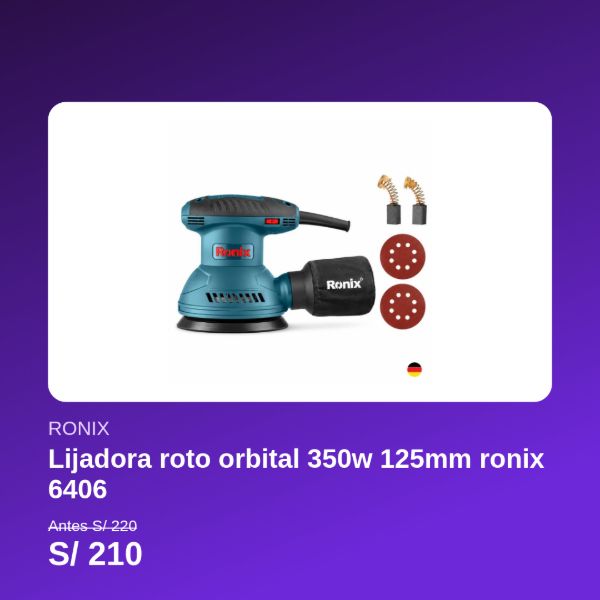 Ronix
Ronix
RONIX
Lijadora roto orbital 350w 125mm ronix
6406
Antes S/ 220
S/ 210